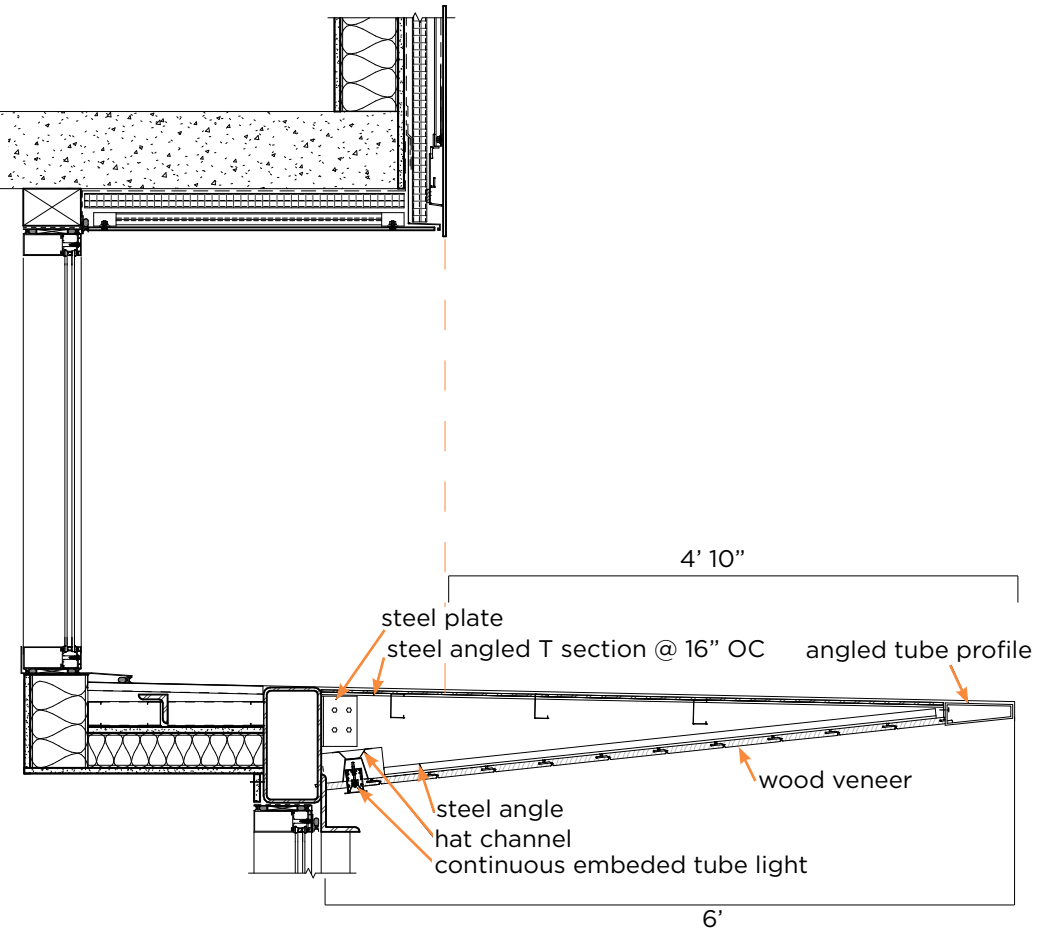 4’ 10”
steel plate
steel angled T section @ 16” OC
angled tube profile
wood veneer
steel angle
hat channel
continuous embeded tube light
6’